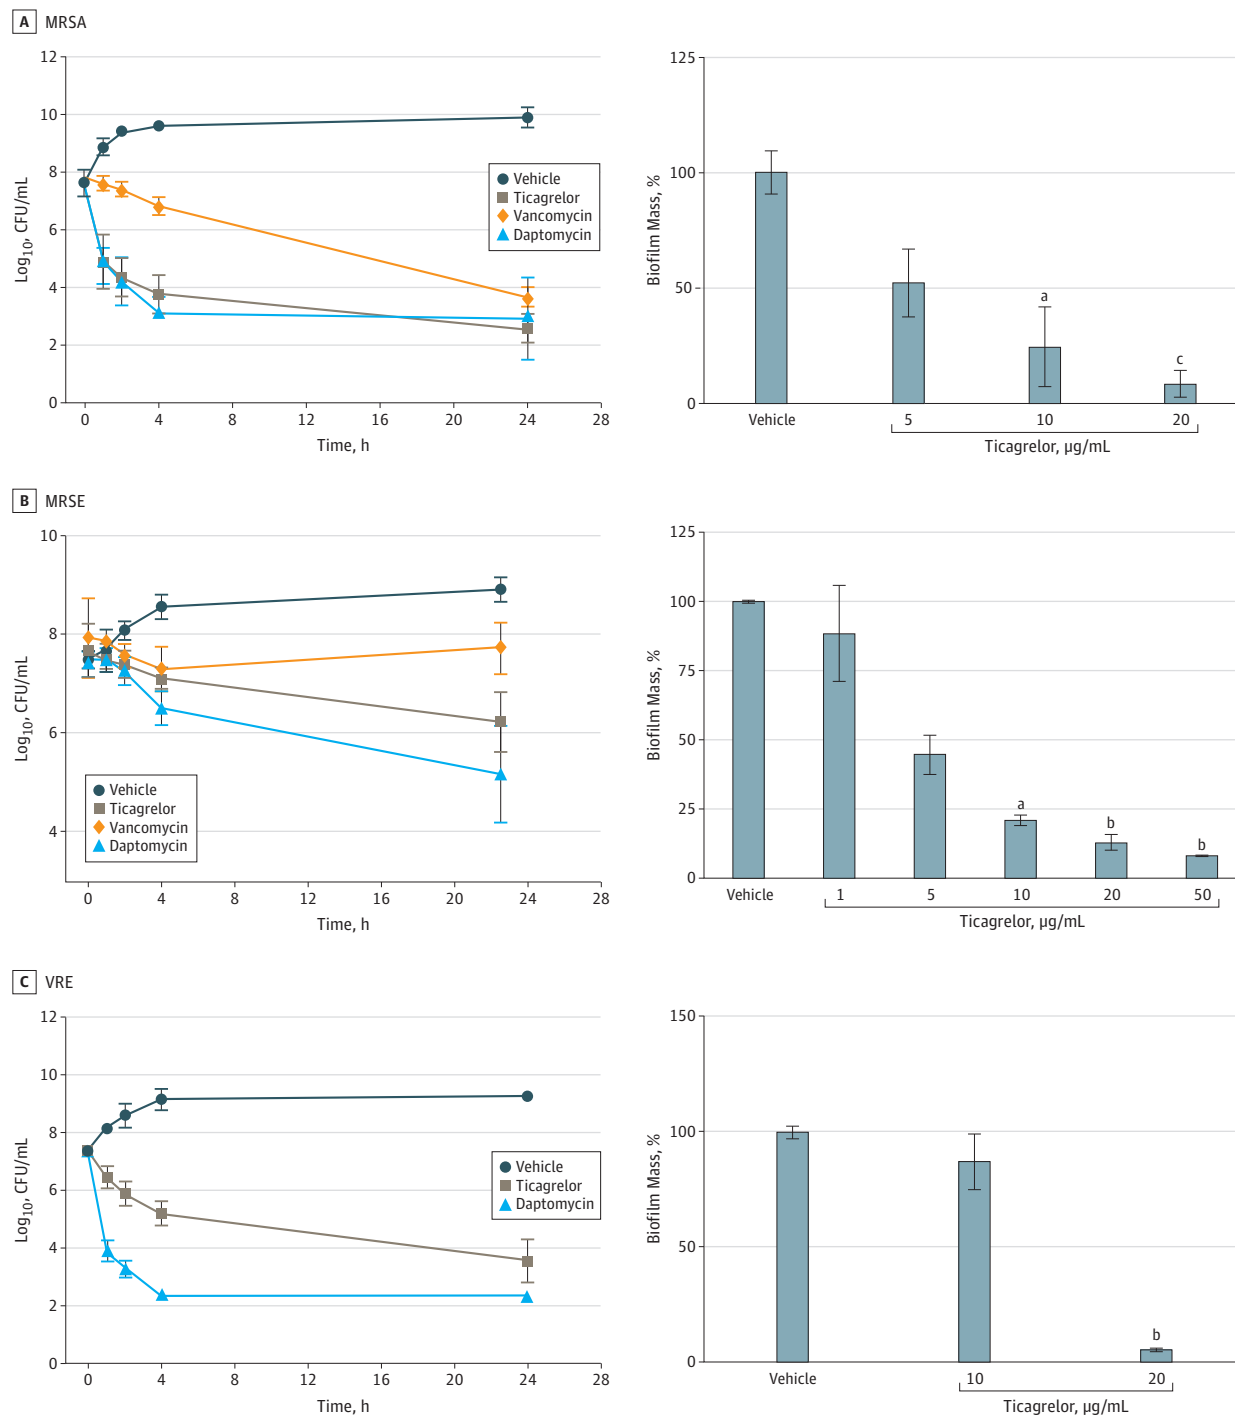 A MRSA
12
10
8
6
4
2
0
Log10, CFU/mL
0 4 8 12 16 20 24 28
Time, h
Vehicle
Ticagrelor
Vancomycin
Daptomycin
125
100
50
0
Biofilm Mass, %
a
c
Vehicle 5 10 20
Ticagrelor, µg/mL
B MRSE
10
8
6
4
Log10, CFU/mL
0 4 8 12 16 20 24 28
Time, h
Vehicle
Ticagrelor
Vancomycin
Daptomycin
125
100
75
50
25
0
Biofilm Mass, %
a
b
b
Vehicle 1 5 10 20 50
Ticagrelor, µg/mL
C VRE
12
10
8
6
4
2
0
Log10, CFU/mL
0 4 8 12 16 20 24 28
Time, h
Vehicle
Ticagrelor
Daptomycin
150
100
50
0
Biofilm Mass, %
b
Vehicle 10 20
Ticagrelor, µg/mL